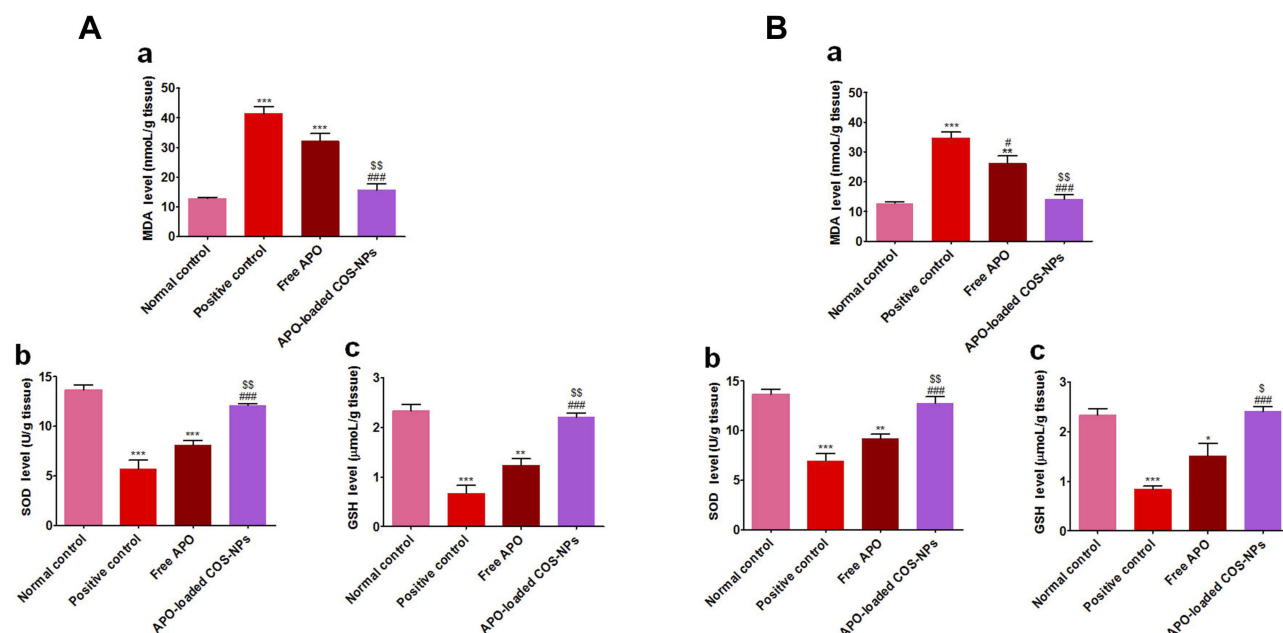 A
a
MDA level (nmoL/g tissue)
50
40
30
20
10
0
***
***
$$
###
Normal control
Positive control
Free APO
APO-loaded COS-NPs
b
SOD level (U/g tissue)
15
10
5
0
***
***
$$
###
Normal control
Positive control
Free APO
APO-loaded COS-NPs
c
GSH level (μmoL/g tissue)
3
2
1
0
***
**
$$
###
Normal control
Positive control
Free APO
APO-loaded COS-NPs
B
a
MDA level (nmoL/g tissue)
50
40
30
20
10
0
***
#
**
$$
###
Normal control
Positive control
Free APO
APO-loaded COS-NPs
b
SOD level (U/g tissue)
15
10
5
0
***
**
$$
###
Normal control
Positive control
Free APO
APO-loaded COS-NPs
c
GSH level (μmoL/g tissue)
3
2
1
0
***
*
$
###
Normal control
Positive control
Free APO
APO-loaded COS-NPs